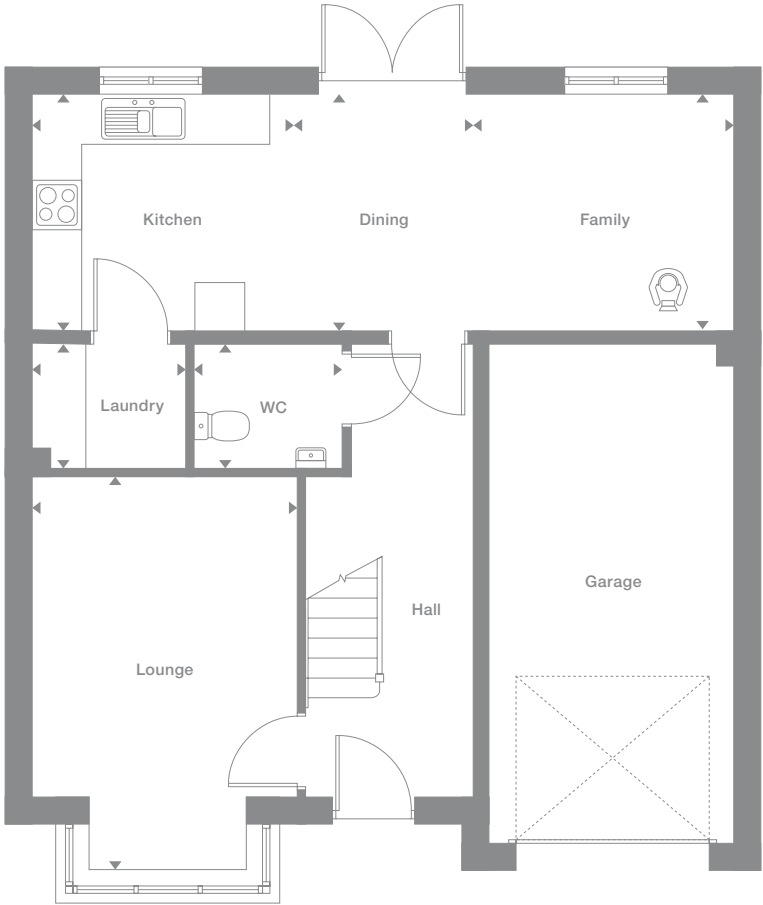 Kitchen
Dining
Family
Laundry
WC
Garage
Hall
Lounge